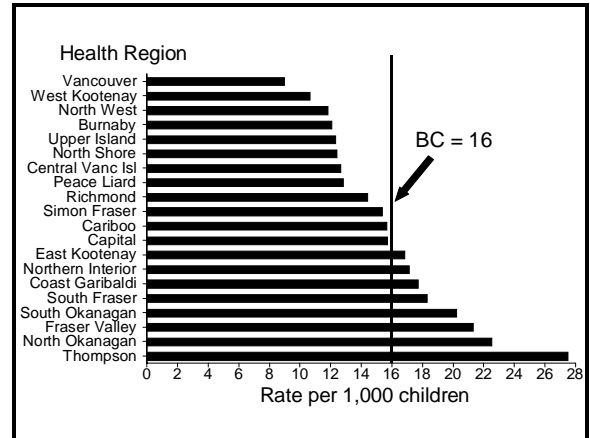 Health Region
Vancouver
West Kootenay
North West
Burnaby
Upper Island
North Shore
Central Vanc Isl
Peace Liard
Richmond
Simon Fraser
Cariboo
Capital
East Kootenay
Northern Interior
Coast Garibaldi
South Fraser
South Okanagan
Fraser Valley
North Okanagan
Thompson
BC = 16
0 2 4 6 8 10 12 14 16 18 20 22 24 26 28
Rate per 1,000 children